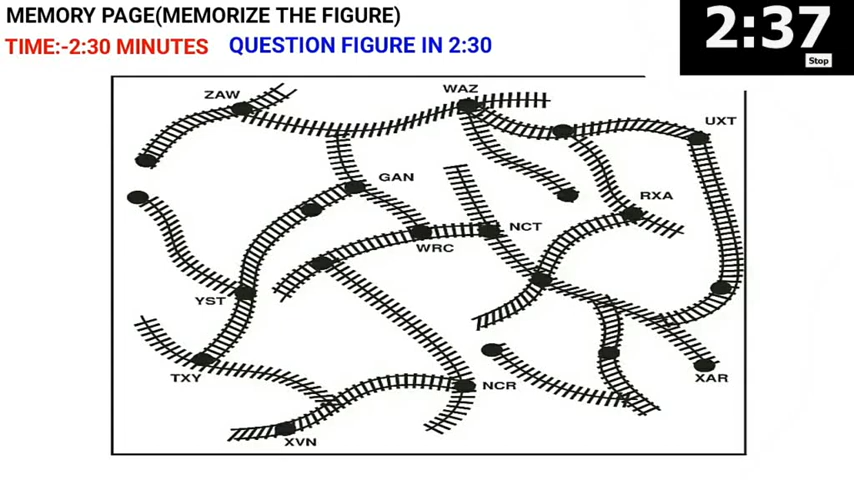 MEMORY PAGE(MEMORIZE THE FIGURE)
TIME:-2:30 MINUTES QUESTION FIGURE IN 2:30
2:37
Stop
ZAW
WAZ
UXT
GAN
RXA
NCT
WRC
YST
TXY
NCR
XAR
XVN